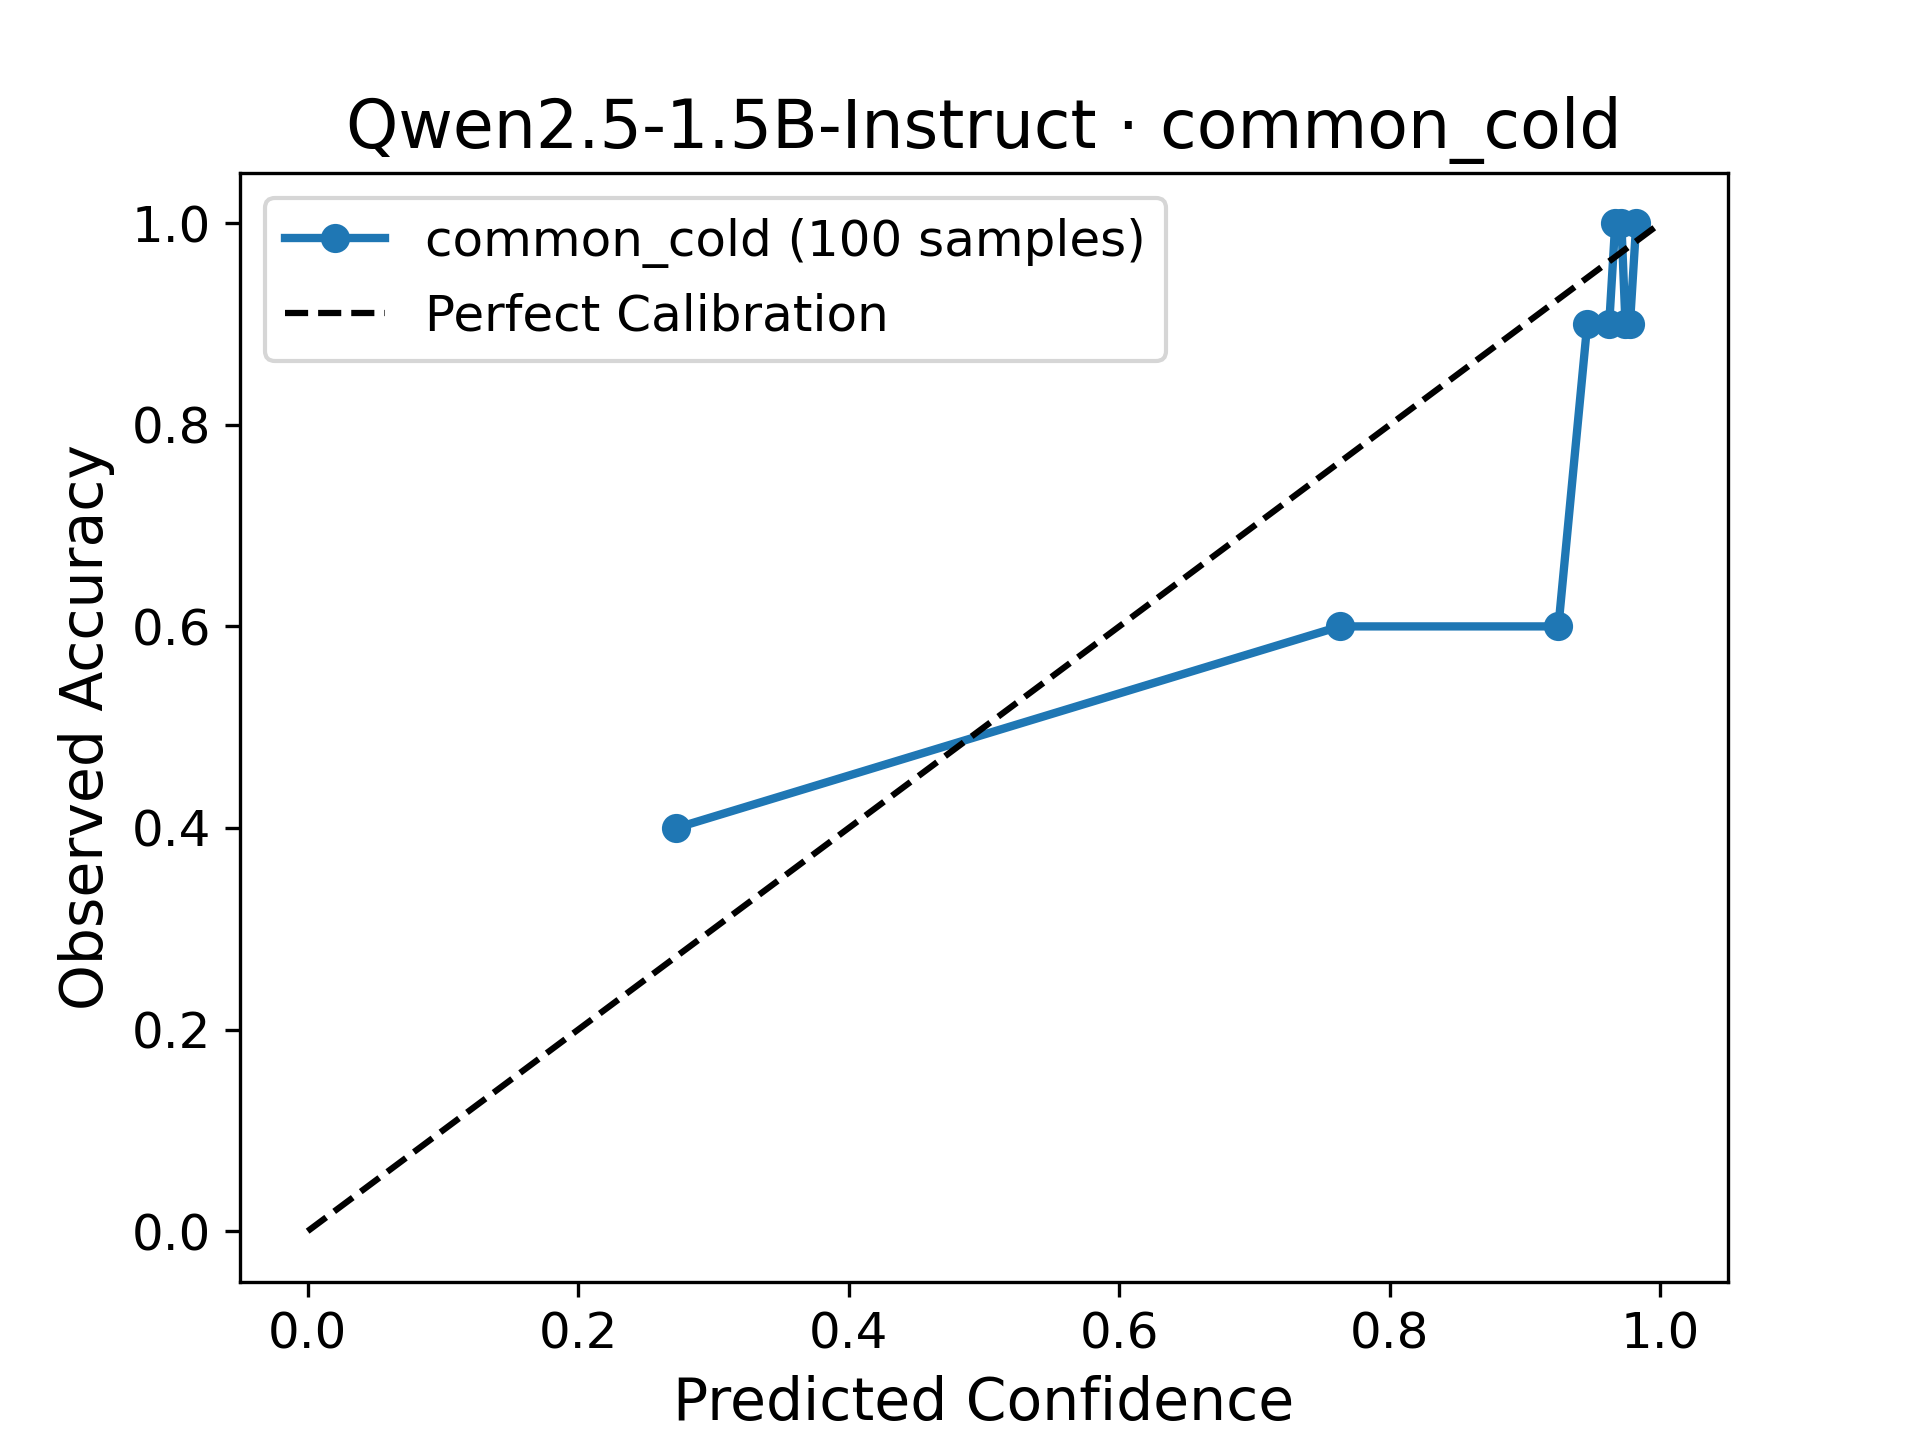 Qwen2.5-1.5B-Instruct · common_cold
common_cold (100 samples)
Perfect Calibration
1.0
0.8
0.6
0.4
0.2
0.0
Observed Accuracy
0.0 0.2 0.4 0.6 0.8 1.0
Predicted Confidence